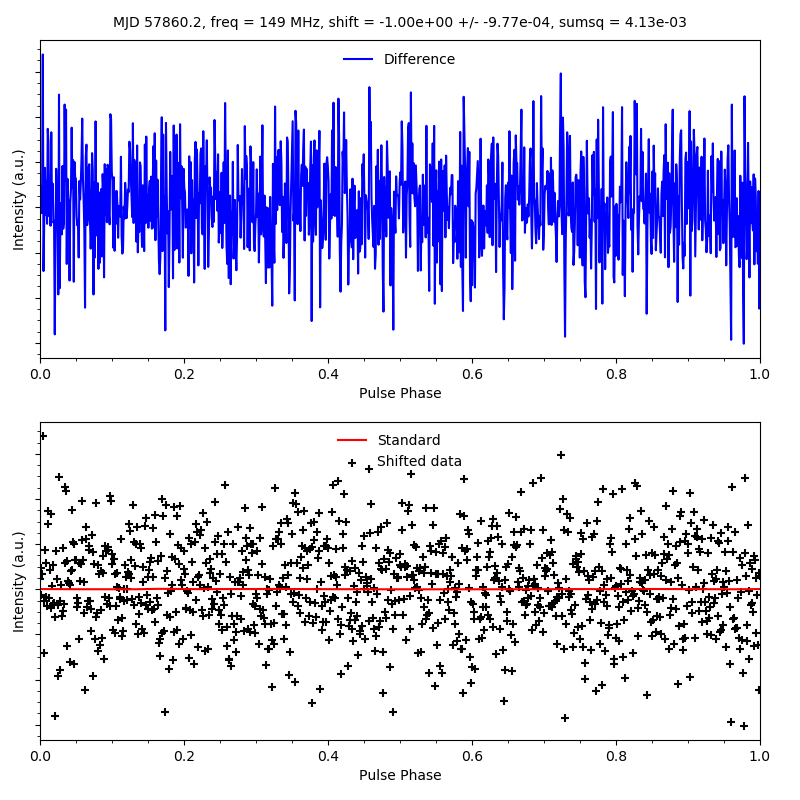 MJD 57860.2, freq = 149 MHz, shift = -1.00e+00 +/- -9.77e-04, sumsq = 4.13e-03
Difference
Intensity (a.u.)
0.0 0.2 0.4 0.6 0.8 1.0
Pulse Phase
Standard
Shifted data
Intensity (a.u.)
0.0 0.2 0.4 0.6 0.8 1.0
Pulse Phase